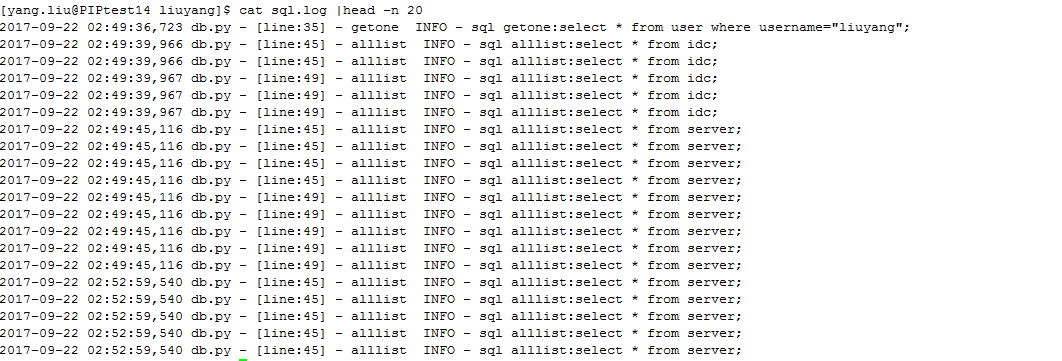 [yang.liu@PIPtest14 liuyang]$ cat sql.log |head -n 20
2017-09-22 02:49:36,723 db.py - [line:35] - getone  INFO - sql getone:select * from user where username="liuyang";
2017-09-22 02:49:39,966 db.py - [line:45] - alllist  INFO - sql alllist:select * from idc;
2017-09-22 02:49:39,966 db.py - [line:45] - alllist  INFO - sql alllist:select * from idc;
2017-09-22 02:49:39,967 db.py - [line:49] - alllist  INFO - sql alllist:select * from idc;
2017-09-22 02:49:39,967 db.py - [line:49] - alllist  INFO - sql alllist:select * from idc;
2017-09-22 02:49:39,967 db.py - [line:49] - alllist  INFO - sql alllist:select * from idc;
2017-09-22 02:49:45,116 db.py - [line:45] - alllist  INFO - sql alllist:select * from server;
2017-09-22 02:49:45,116 db.py - [line:45] - alllist  INFO - sql alllist:select * from server;
2017-09-22 02:49:45,116 db.py - [line:45] - alllist  INFO - sql alllist:select * from server;
2017-09-22 02:49:45,116 db.py - [line:49] - alllist  INFO - sql alllist:select * from server;
2017-09-22 02:49:45,116 db.py - [line:49] - alllist  INFO - sql alllist:select * from server;
2017-09-22 02:49:45,116 db.py - [line:49] - alllist  INFO - sql alllist:select * from server;
2017-09-22 02:49:45,116 db.py - [line:49] - alllist  INFO - sql alllist:select * from server;
2017-09-22 02:49:45,116 db.py - [line:49] - alllist  INFO - sql alllist:select * from server;
2017-09-22 02:49:45,116 db.py - [line:49] - alllist  INFO - sql alllist:select * from server;
2017-09-22 02:52:59,540 db.py - [line:45] - alllist  INFO - sql alllist:select * from server;
2017-09-22 02:52:59,540 db.py - [line:45] - alllist  INFO - sql alllist:select * from server;
2017-09-22 02:52:59,540 db.py - [line:45] - alllist  INFO - sql alllist:select * from server;
2017-09-22 02:52:59,540 db.py - [line:45] - alllist  INFO - sql alllist:select * from server;
2017-09-22 02:52:59,540 db.py - [line:45] - alllist  INFO - sql alllist:select * from server;